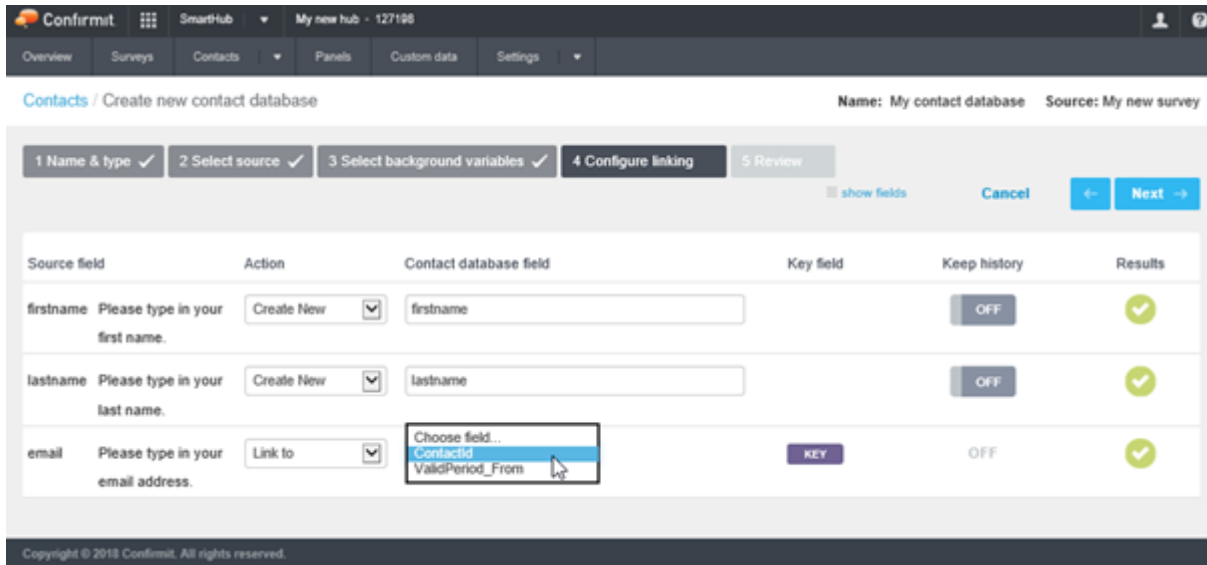 Confirmit SmartHub My new hub - 127198
Overview Surveys Contacts Panels Custom data Settings
Contacts / Create new contact database Name: My contact database Source: My new survey
1 Name & type 2 Select source 3 Select background variables 4 Configure linking 5 Review
show fields Cancel Next
Source field Action Contact database field Key field Keep history Results
firstname Please type in your Create New firstname OFF
first name.
lastname Please type in your Create New lastname OFF
last name.
Choose field...
email Please type in your Link to ContactId KEY OFF
ValidPeriod_From
email address.
Copyright © 2018 Confirmit. All rights reserved.